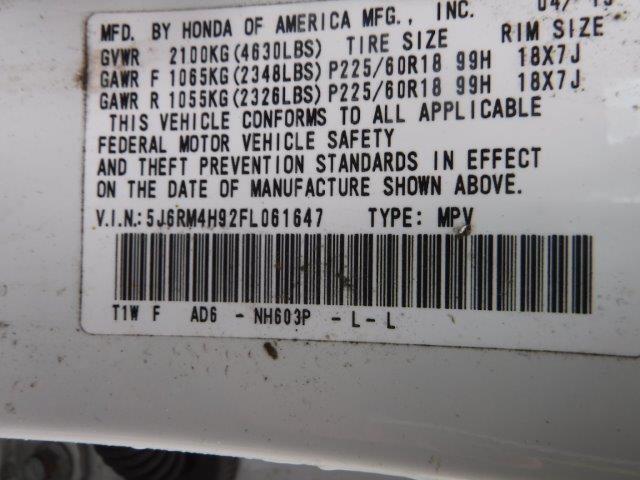 MFD. BY HONDA OF AMERICA MFG., INC. 04/15
GVWR 2100KG(4630LBS) TIRE SIZE RIM SIZE
GAWR F 1065KG(2348LBS) P225/60R18 99H 18X7J
GAWR R 1055KG(2326LBS) P225/60R18 99H 18X7J
THIS VEHICLE CONFORMS TO ALL APPLICABLE
FEDERAL MOTOR VEHICLE SAFETY
AND THEFT PREVENTION STANDARDS IN EFFECT
ON THE DATE OF MANUFACTURE SHOWN ABOVE.
V.I.N.: 5J6RM4H92FL061647 TYPE: MPV
T1W F AD6 - NH603P - L - L